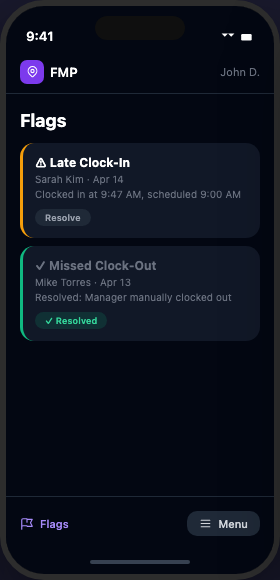 9:41
FMP
John D.
Flags
⚠ Late Clock-In
Sarah Kim · Apr 14
Clocked in at 9:47 AM, scheduled 9:00 AM
Resolve
✓ Missed Clock-Out
Mike Torres · Apr 13
Resolved: Manager manually clocked out
✓ Resolved
Flags
Menu